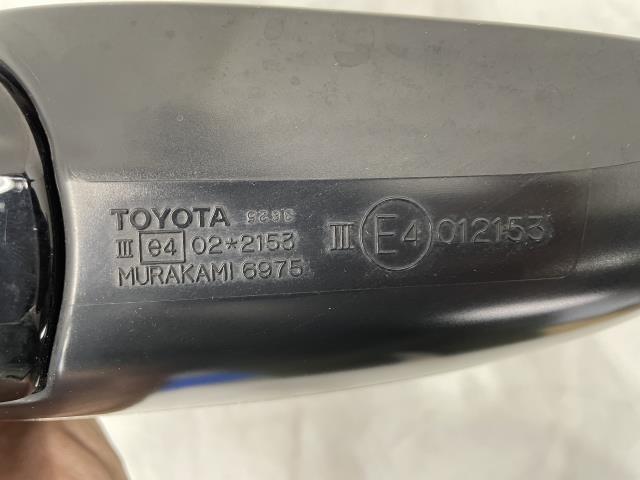 TOYOTA
III e4 02*2153
MURAKAMI 6975
III E4 012153